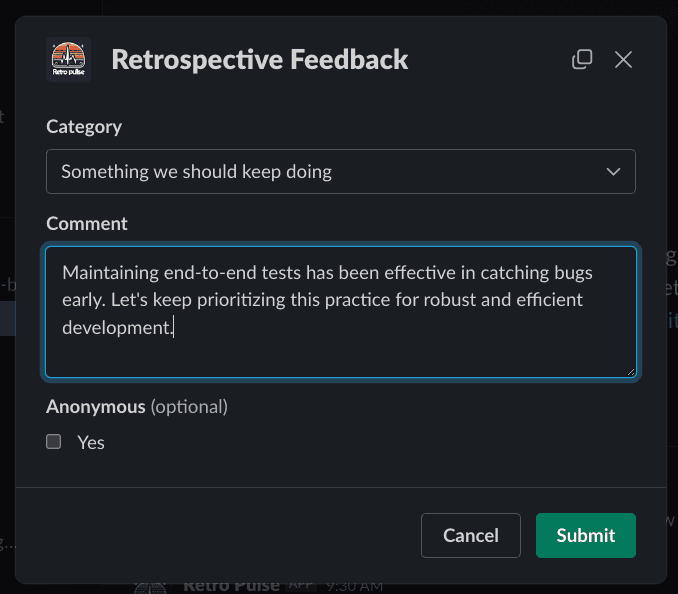 Retro pulse
Retrospective Feedback
Category
Something we should keep doing
Comment
Maintaining end-to-end tests has been effective in catching bugs
early. Let's keep prioritizing this practice for robust and efficient
development.
Anonymous (optional)
Yes
Cancel
Submit
Retro Pulse APP 9:30 AM